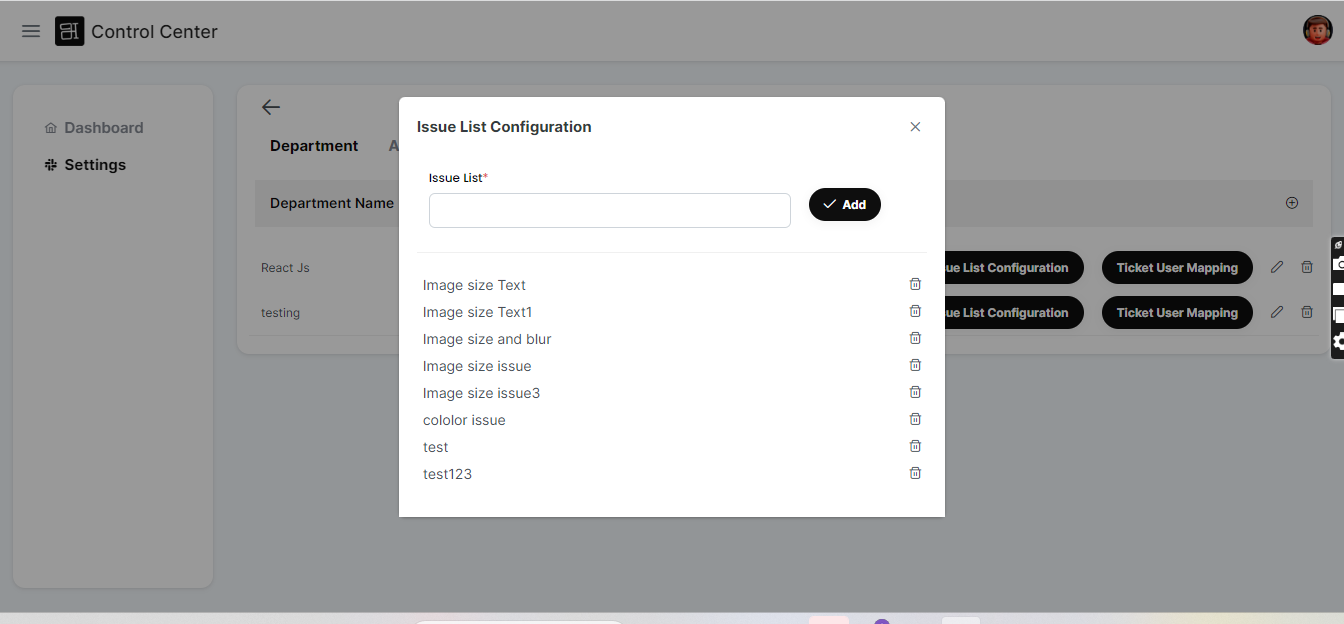 Control Center
Dashboard
Settings
Department
A
Issue List Configuration
Issue List*
Add
Department Name
React Js
ue List Configuration
Ticket User Mapping
testing
ue List Configuration
Ticket User Mapping
Image size Text
Image size Text1
Image size and blur
Image size issue
Image size issue3
cololor issue
test
test123